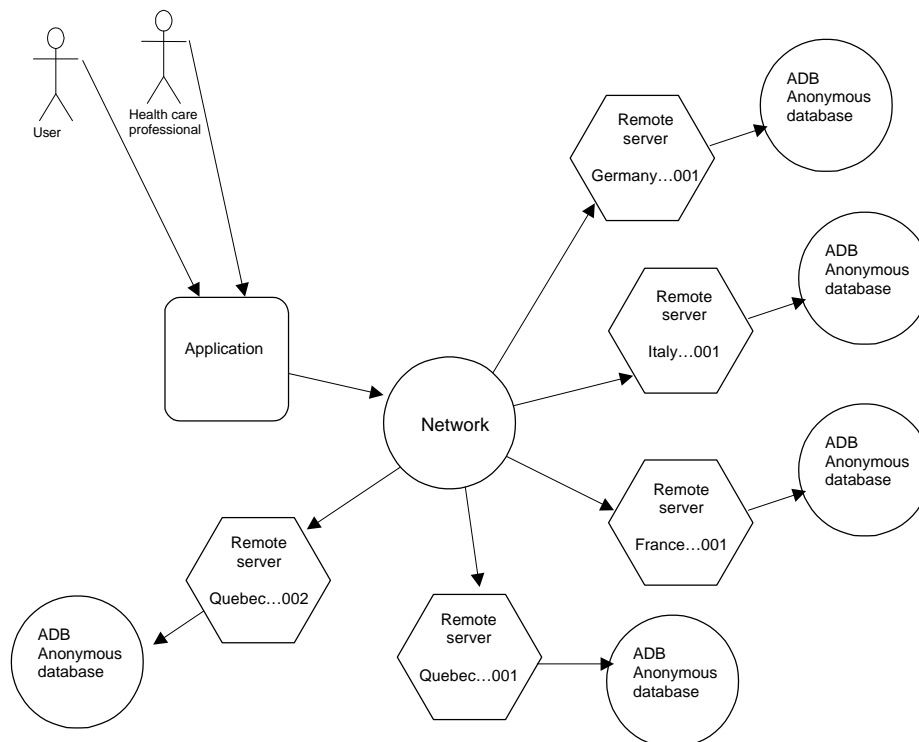 User
Health care
professional
ADB
Anonymous
database
Remote
server
Germany...001
ADB
Anonymous
database
Remote
server
Italy...001
Application
Network
ADB
Anonymous
database
Remote
server
France...001
Remote
server
Quebec...002
ADB
Anonymous
database
Remote
server
Quebec...001
ADB
Anonymous
database